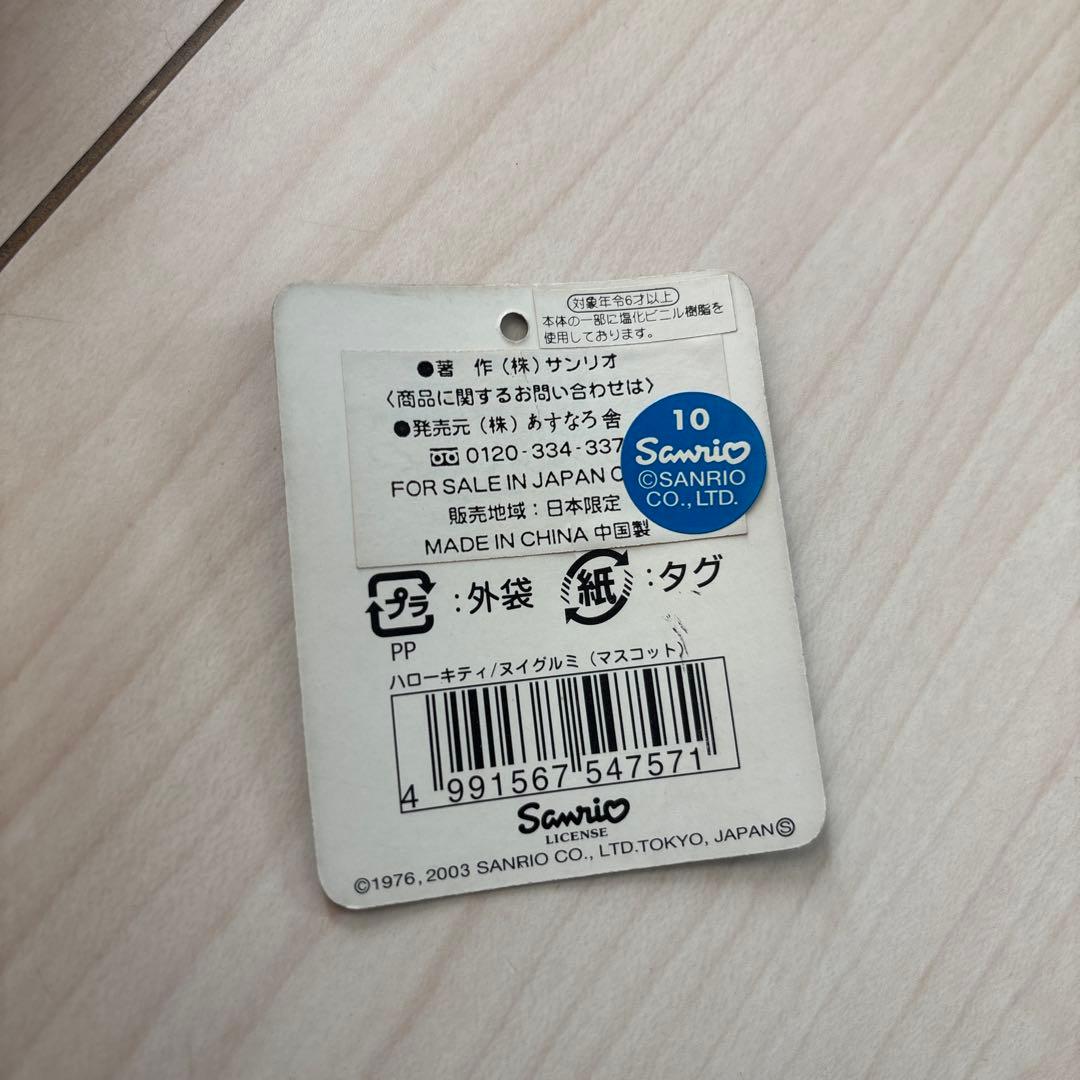 対象年令6才以上
本体の一部に塩化ビニル樹脂を
使用しております。
●著 作(株)サンリオ
〈商品に関するお問い合わせは〉
●発売元(株)あすなろ舎
0120-334-337
FOR SALE IN JAPAN
販売地域:日本限定
MADE IN CHINA 中国製
10
Sanrio
©SANRIO
CO., LTD.
プラ :外袋
PP
紙 :タグ
ハローキティ/ヌイグルミ(マスコット)
4 991567 547571
Sanrio
LICENSE
©1976, 2003 SANRIO CO., LTD.TOKYO, JAPANⓈ